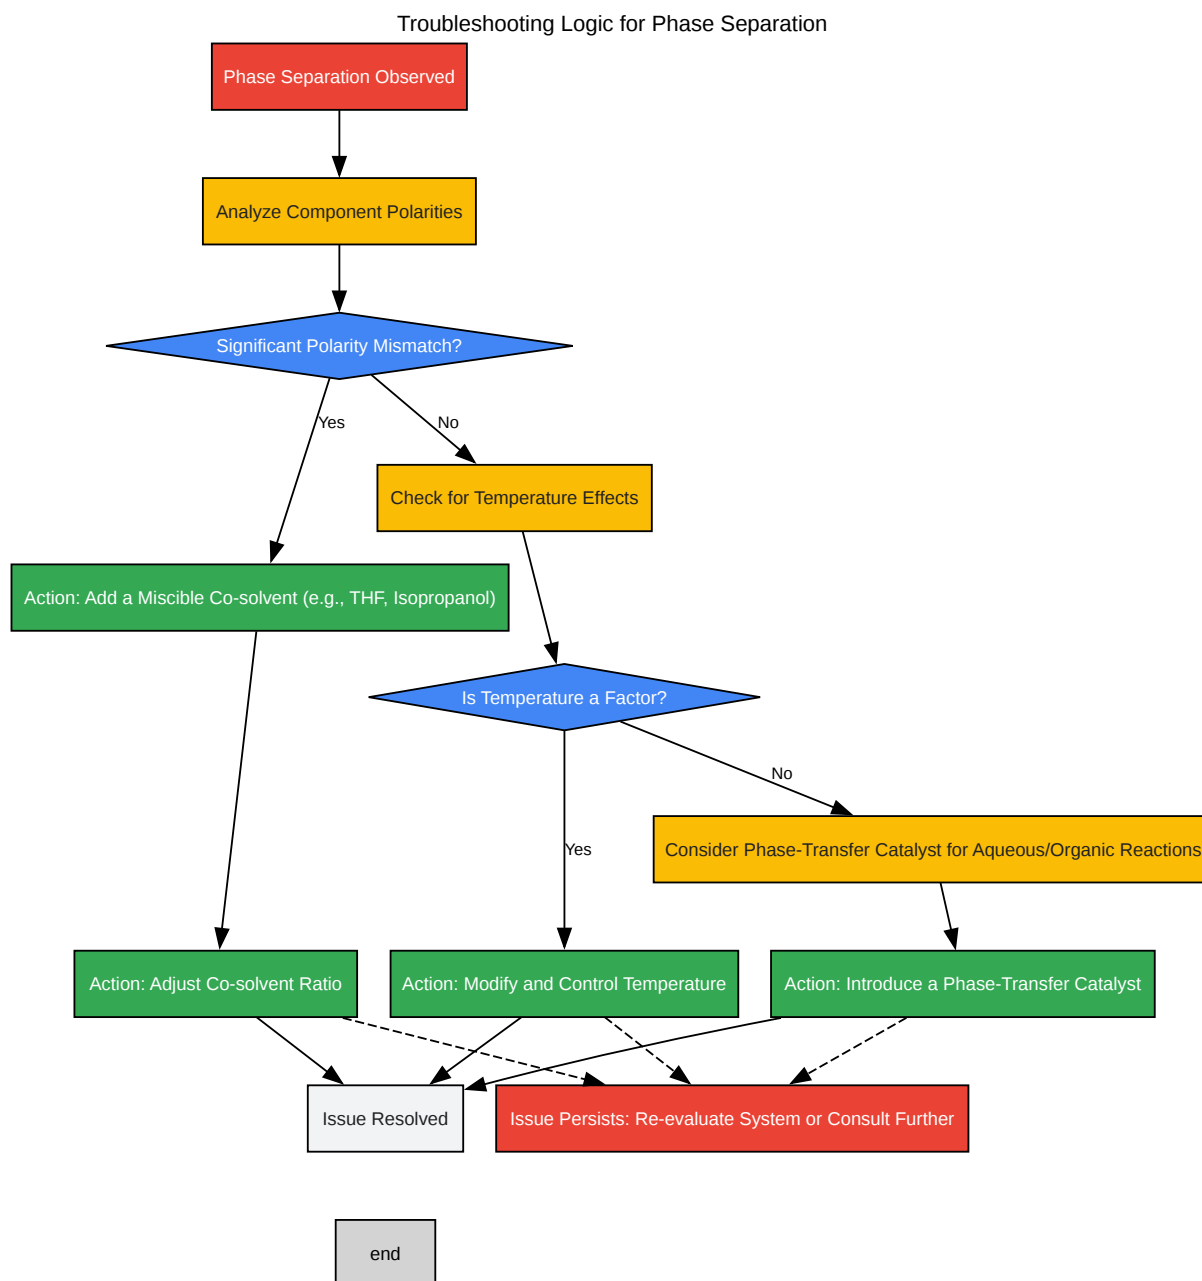 Troubleshooting Logic for Phase Separation
Phase Separation Observed
Analyze Component Polarities
Significant Polarity Mismatch?
Yes
No
Check for Temperature Effects
Action: Add a Miscible Co-solvent (e.g., THF, Isopropanol)
Is Temperature a Factor?
No
Yes
Consider Phase-Transfer Catalyst for Aqueous/Organic Reactions
Action: Adjust Co-solvent Ratio
Action: Modify and Control Temperature
Action: Introduce a Phase-Transfer Catalyst
Issue Resolved
Issue Persists: Re-evaluate System or Consult Further
end